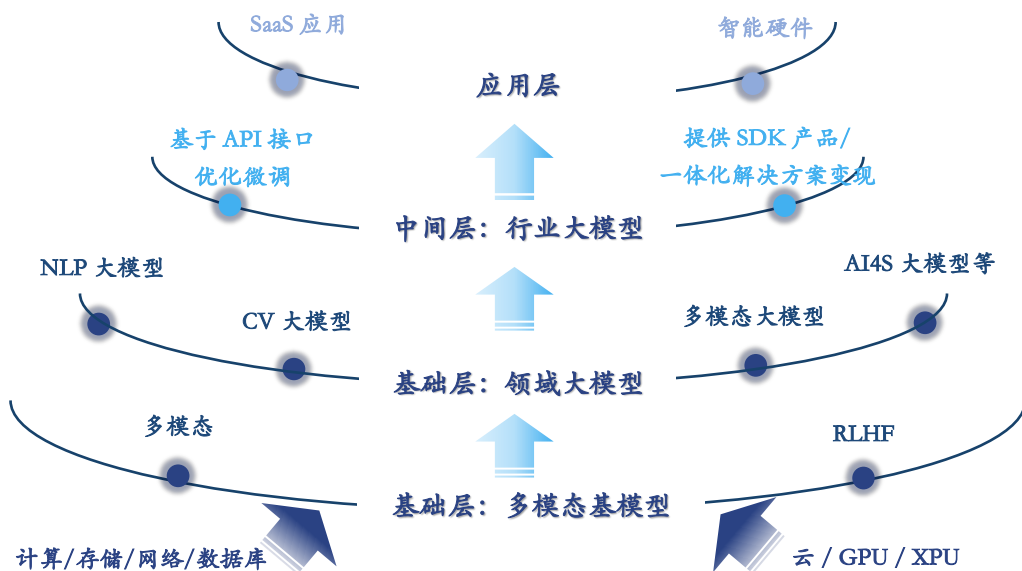 SaaS 应用
智能硬件
应用层
基于 API 接口
优化微调
提供 SDK 产品/
一体化解决方案变现
中间层：行业大模型
NLP 大模型
CV 大模型
多模态大模型
AI4S 大模型等
基础层：领域大模型
多模态
RLHF
基础层：多模态基模型
计算/存储/网络/数据库
云 / GPU / XPU